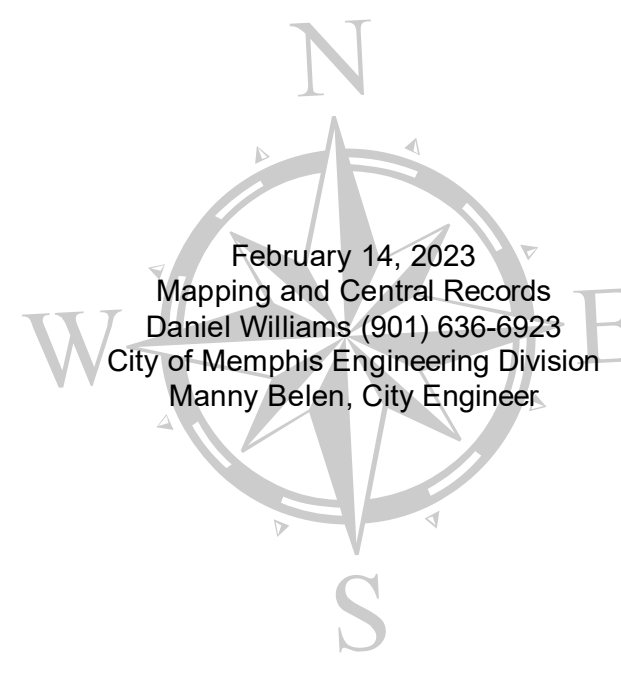 N
February 14, 2023
Mapping and Central Records
Daniel Williams (901) 636-6923
W E
City of Memphis Engineering Division
Manny Belen, City Engineer
S